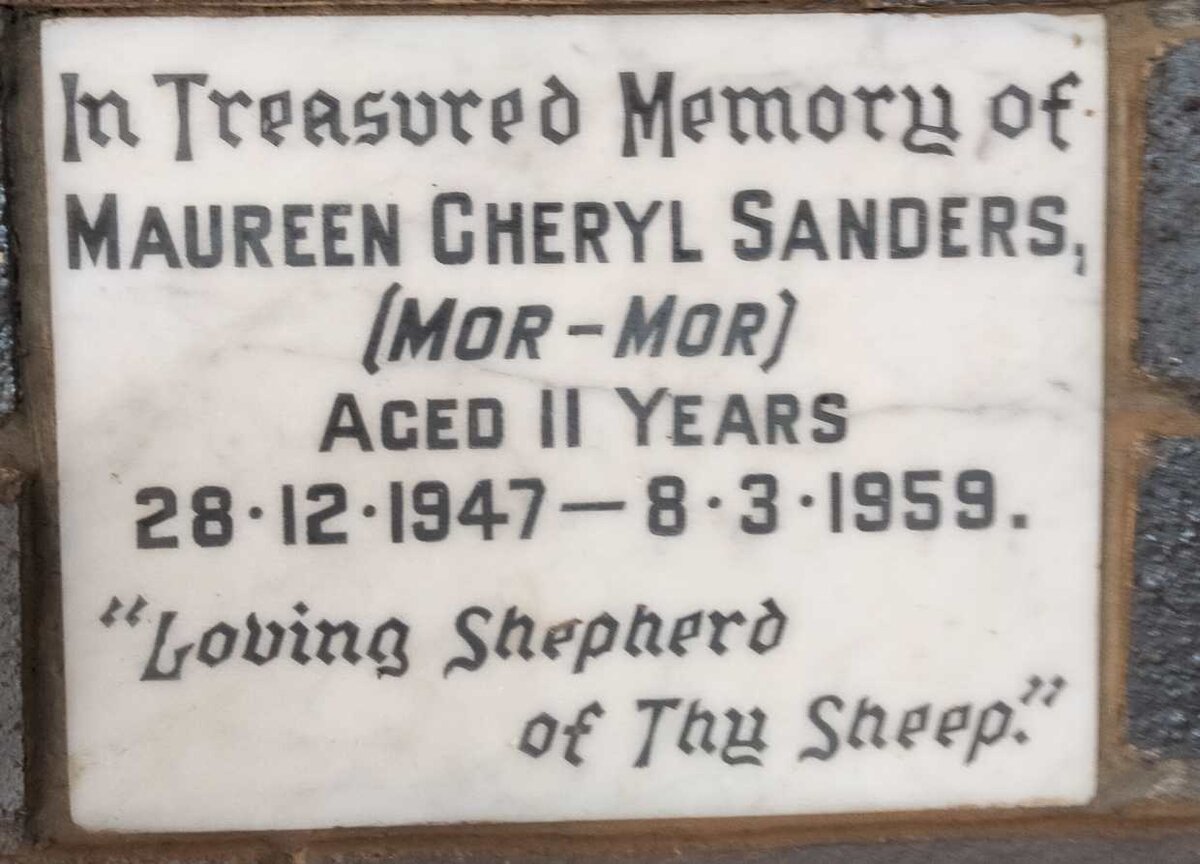 In Treasured Memory of
MAUREEN CHERYL SANDERS,
(MOR-MOR)
AGED 11 YEARS
28·12·1947 — 8·3·1959.
"Loving Shepherd
of Thy Sheep."